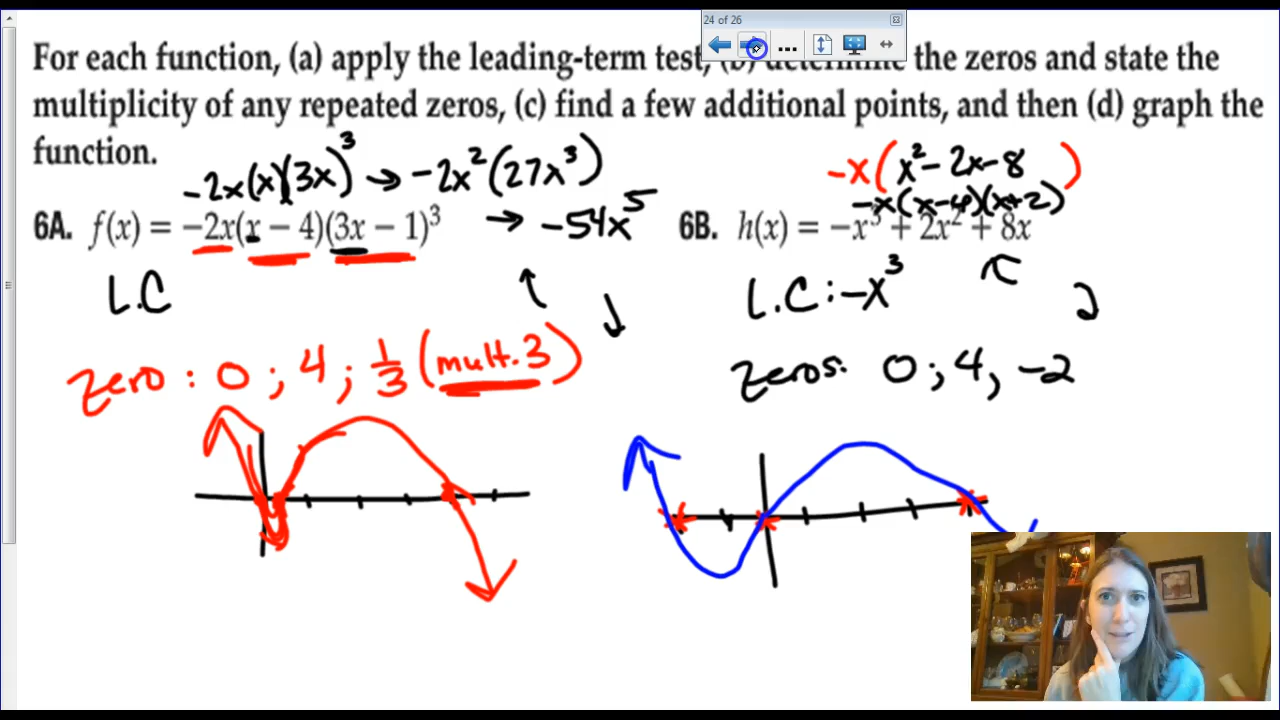 24 of 26
For each function, (a) apply the leading-term test, (b) determine the zeros and state the
multiplicity of any repeated zeros, (c) find a few additional points, and then (d) graph the
function.
-2x(x)(3x)³ → -2x²(27x³)
→ -54x⁵
6A. f(x) = −2x(x − 4)(3x − 1)³
L.C
zero: 0 ; 4 ; 1/3 (mult. 3)
-x(x² - 2x - 8)
-x(x-4)(x+2)
6B. h(x) = −x³ + 2x² + 8x
L.C: -x³
zeros: 0 ; 4, -2